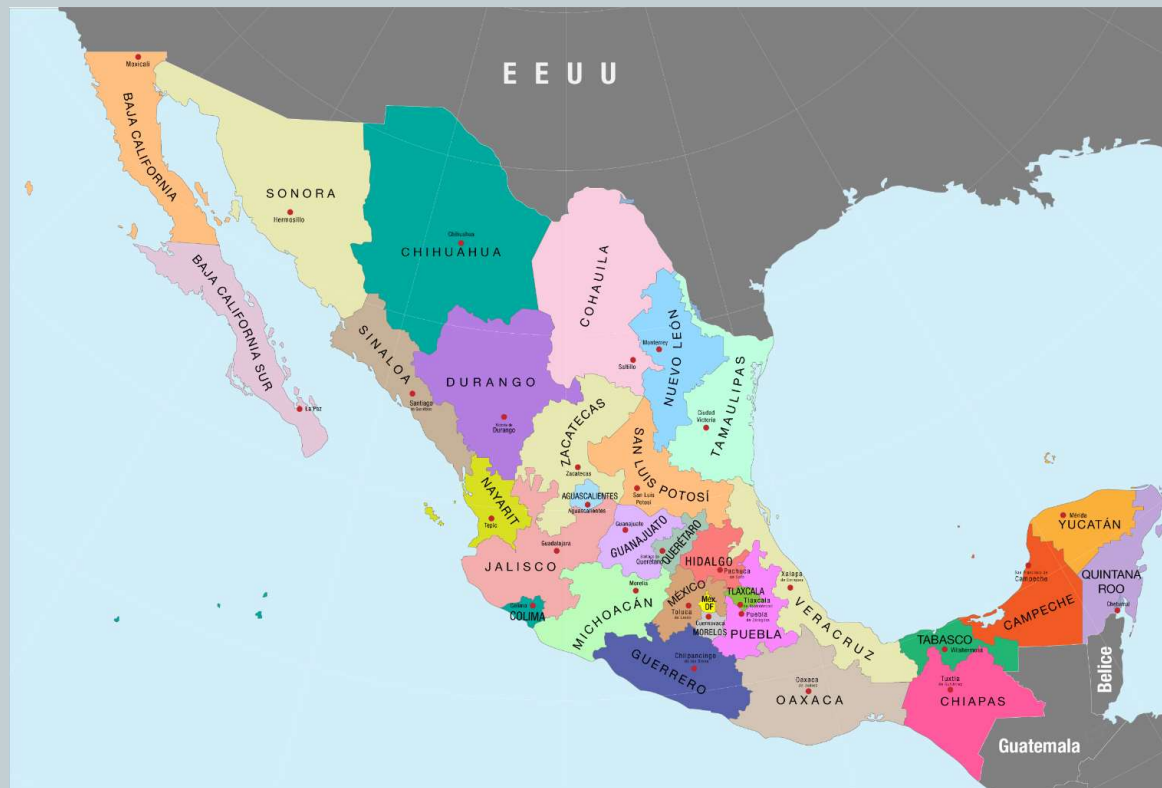 EEUU
Mexicali
BAJA CALIFORNIA
SONORA
Hermosillo
Chihuahua
CHIHUAHUA
BAJA CALIFORNIA SUR
La Paz
COHAUILA
Saltillo
NUEVO LEÓN
Monterrey
SINALOA
DURANGO
Durango
TAMAULIPAS
Ciudad
Victoria
ZACATECAS
Zacatecas
SAN LUIS POTOSÍ
San Luis
Potosí
NAYARIT
Tepic
AGUASCALIENTES
Aguascalientes
Guadalajara
JALISCO
Guanajuato
GUANAJUATO
QUERÉTARO
Querétaro
HIDALGO
Pachuca
Colima
COLIMA
Morelia
MICHOACÁN
MÉXICO
Toluca
Méx.
DF
TLAXCALA
Tlaxcala
Puebla
PUEBLA
Cuernavaca
MORELOS
Xalapa
VERACRUZ
Chilpancingo
GUERRERO
Oaxaca
OAXACA
Mérida
YUCATÁN
Campeche
CAMPECHE
QUINTANA
ROO
Chetumal
TABASCO
Villahermosa
Tuxtla
CHIAPAS
Belice
Guatemala